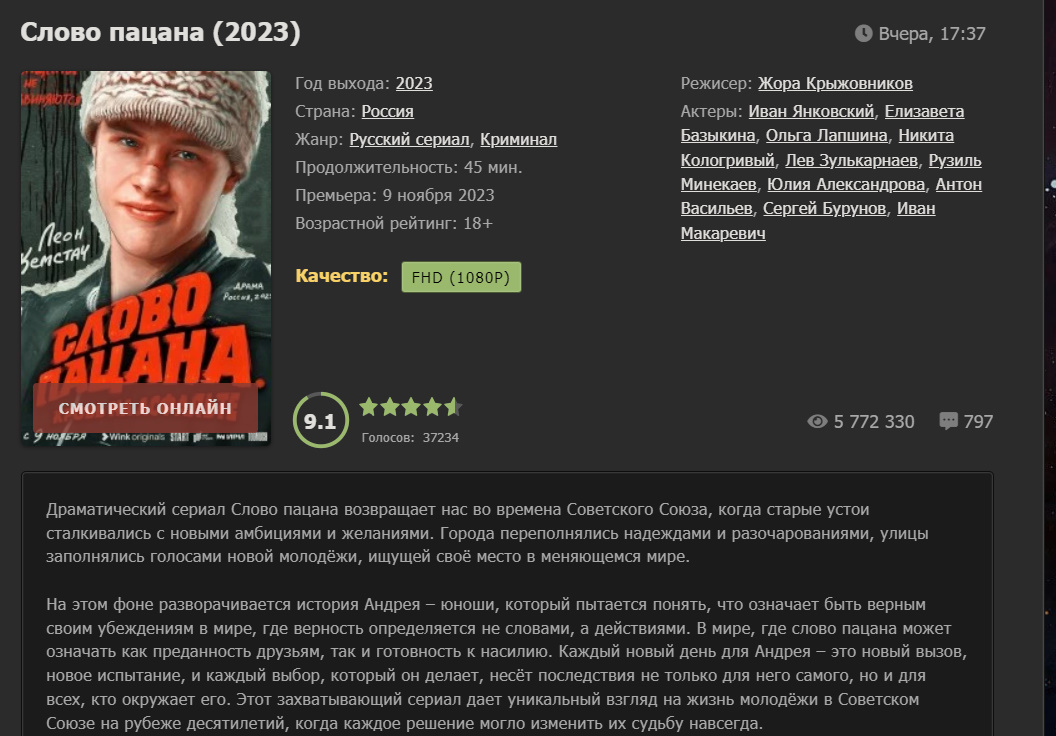 Слово пацана (2023)
Вчера, 17:37
НЕ
Леон
Кемстач
ДРАМА
СЛОВО
ПАЦАНА.
СМОТРЕТЬ ОНЛАЙН
с 9 НОЯБРЯ
Wink originals START
Год выхода: 2023
Страна: Россия
Жанр: Русский сериал, Криминал
Продолжительность: 45 мин.
Премьера: 9 ноября 2023
Возрастной рейтинг: 18+
Качество: FHD (1080P)
Режисер: Жора Крыжовников
Актеры: Иван Янковский, Елизавета
Базыкина, Ольга Лапшина, Никита
Кологривый, Лев Зулькарнаев, Рузиль
Минекаев, Юлия Александрова, Антон
Васильев, Сергей Бурунов, Иван
Макаревич
9.1
Голосов: 37234
5 772 330
797
Драматический сериал Слово пацана возвращает нас во времена Советского Союза, когда старые устои
сталкивались с новыми амбициями и желаниями. Города переполнялись надеждами и разочарованиями, улицы
заполнялись голосами новой молодёжи, ищущей своё место в меняющемся мире.
На этом фоне разворачивается история Андрея – юноши, который пытается понять, что означает быть верным
своим убеждениям в мире, где верность определяется не словами, а действиями. В мире, где слово пацана может
означать как преданность друзьям, так и готовность к насилию. Каждый новый день для Андрея – это новый вызов,
новое испытание, и каждый выбор, который он делает, несёт последствия не только для него самого, но и для
всех, кто окружает его. Этот захватывающий сериал дает уникальный взгляд на жизнь молодёжи в Советском
Союзе на рубеже десятилетий, когда каждое решение могло изменить их судьбу навсегда.